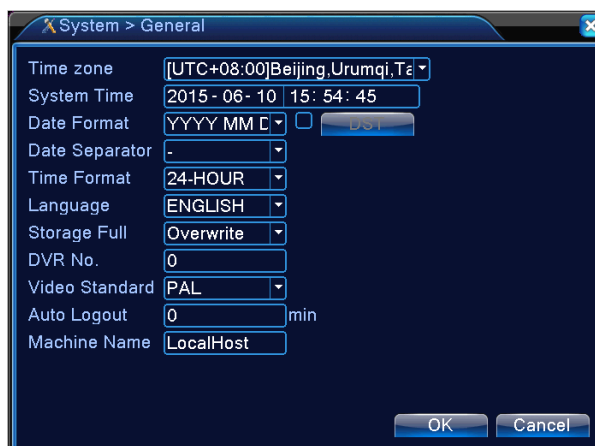 System > General
Time zone [UTC+08:00]Beijing,Urumqi,Ta
System Time 2015 - 06 - 10 15: 54: 45
Date Format YYYY MM D DST
Date Separator -
Time Format 24-HOUR
Language ENGLISH
Storage Full Overwrite
DVR No. 0
Video Standard PAL
Auto Logout 0 min
Machine Name LocalHost
OK Cancel